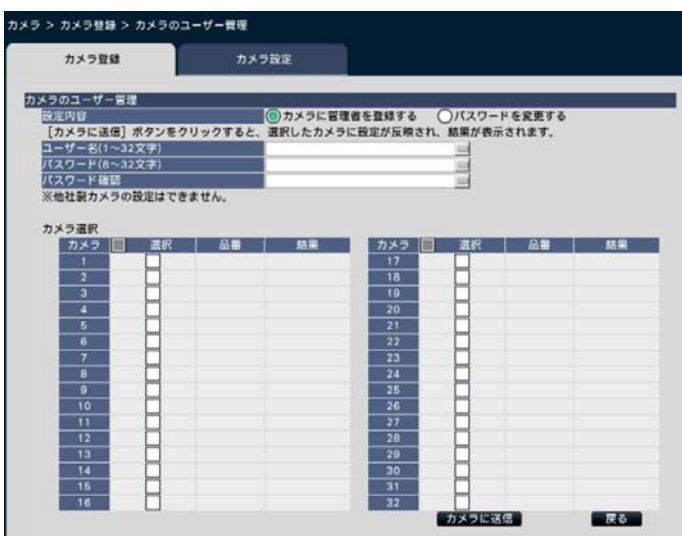 カメラ > カメラ登録 > カメラのユーザー管理
カメラ登録 カメラ設定
カメラのユーザー管理
設定内容 カメラに管理者を登録する パスワードを変更する
[カメラに送信] ボタンをクリックすると、選択したカメラに設定が反映され、結果が表示されます。
ユーザー名(1～32文字)
パスワード(8～32文字)
パスワード確認
※他社製カメラの設定はできません。
カメラ選択
カメラ 選択 品番 結果 カメラ 選択 品番 結果
1 17
2 18
3 19
4 20
5 21
6 22
7 23
8 24
9 25
10 26
11 27
12 28
13 29
14 30
15 31
16 32
カメラに送信 戻る